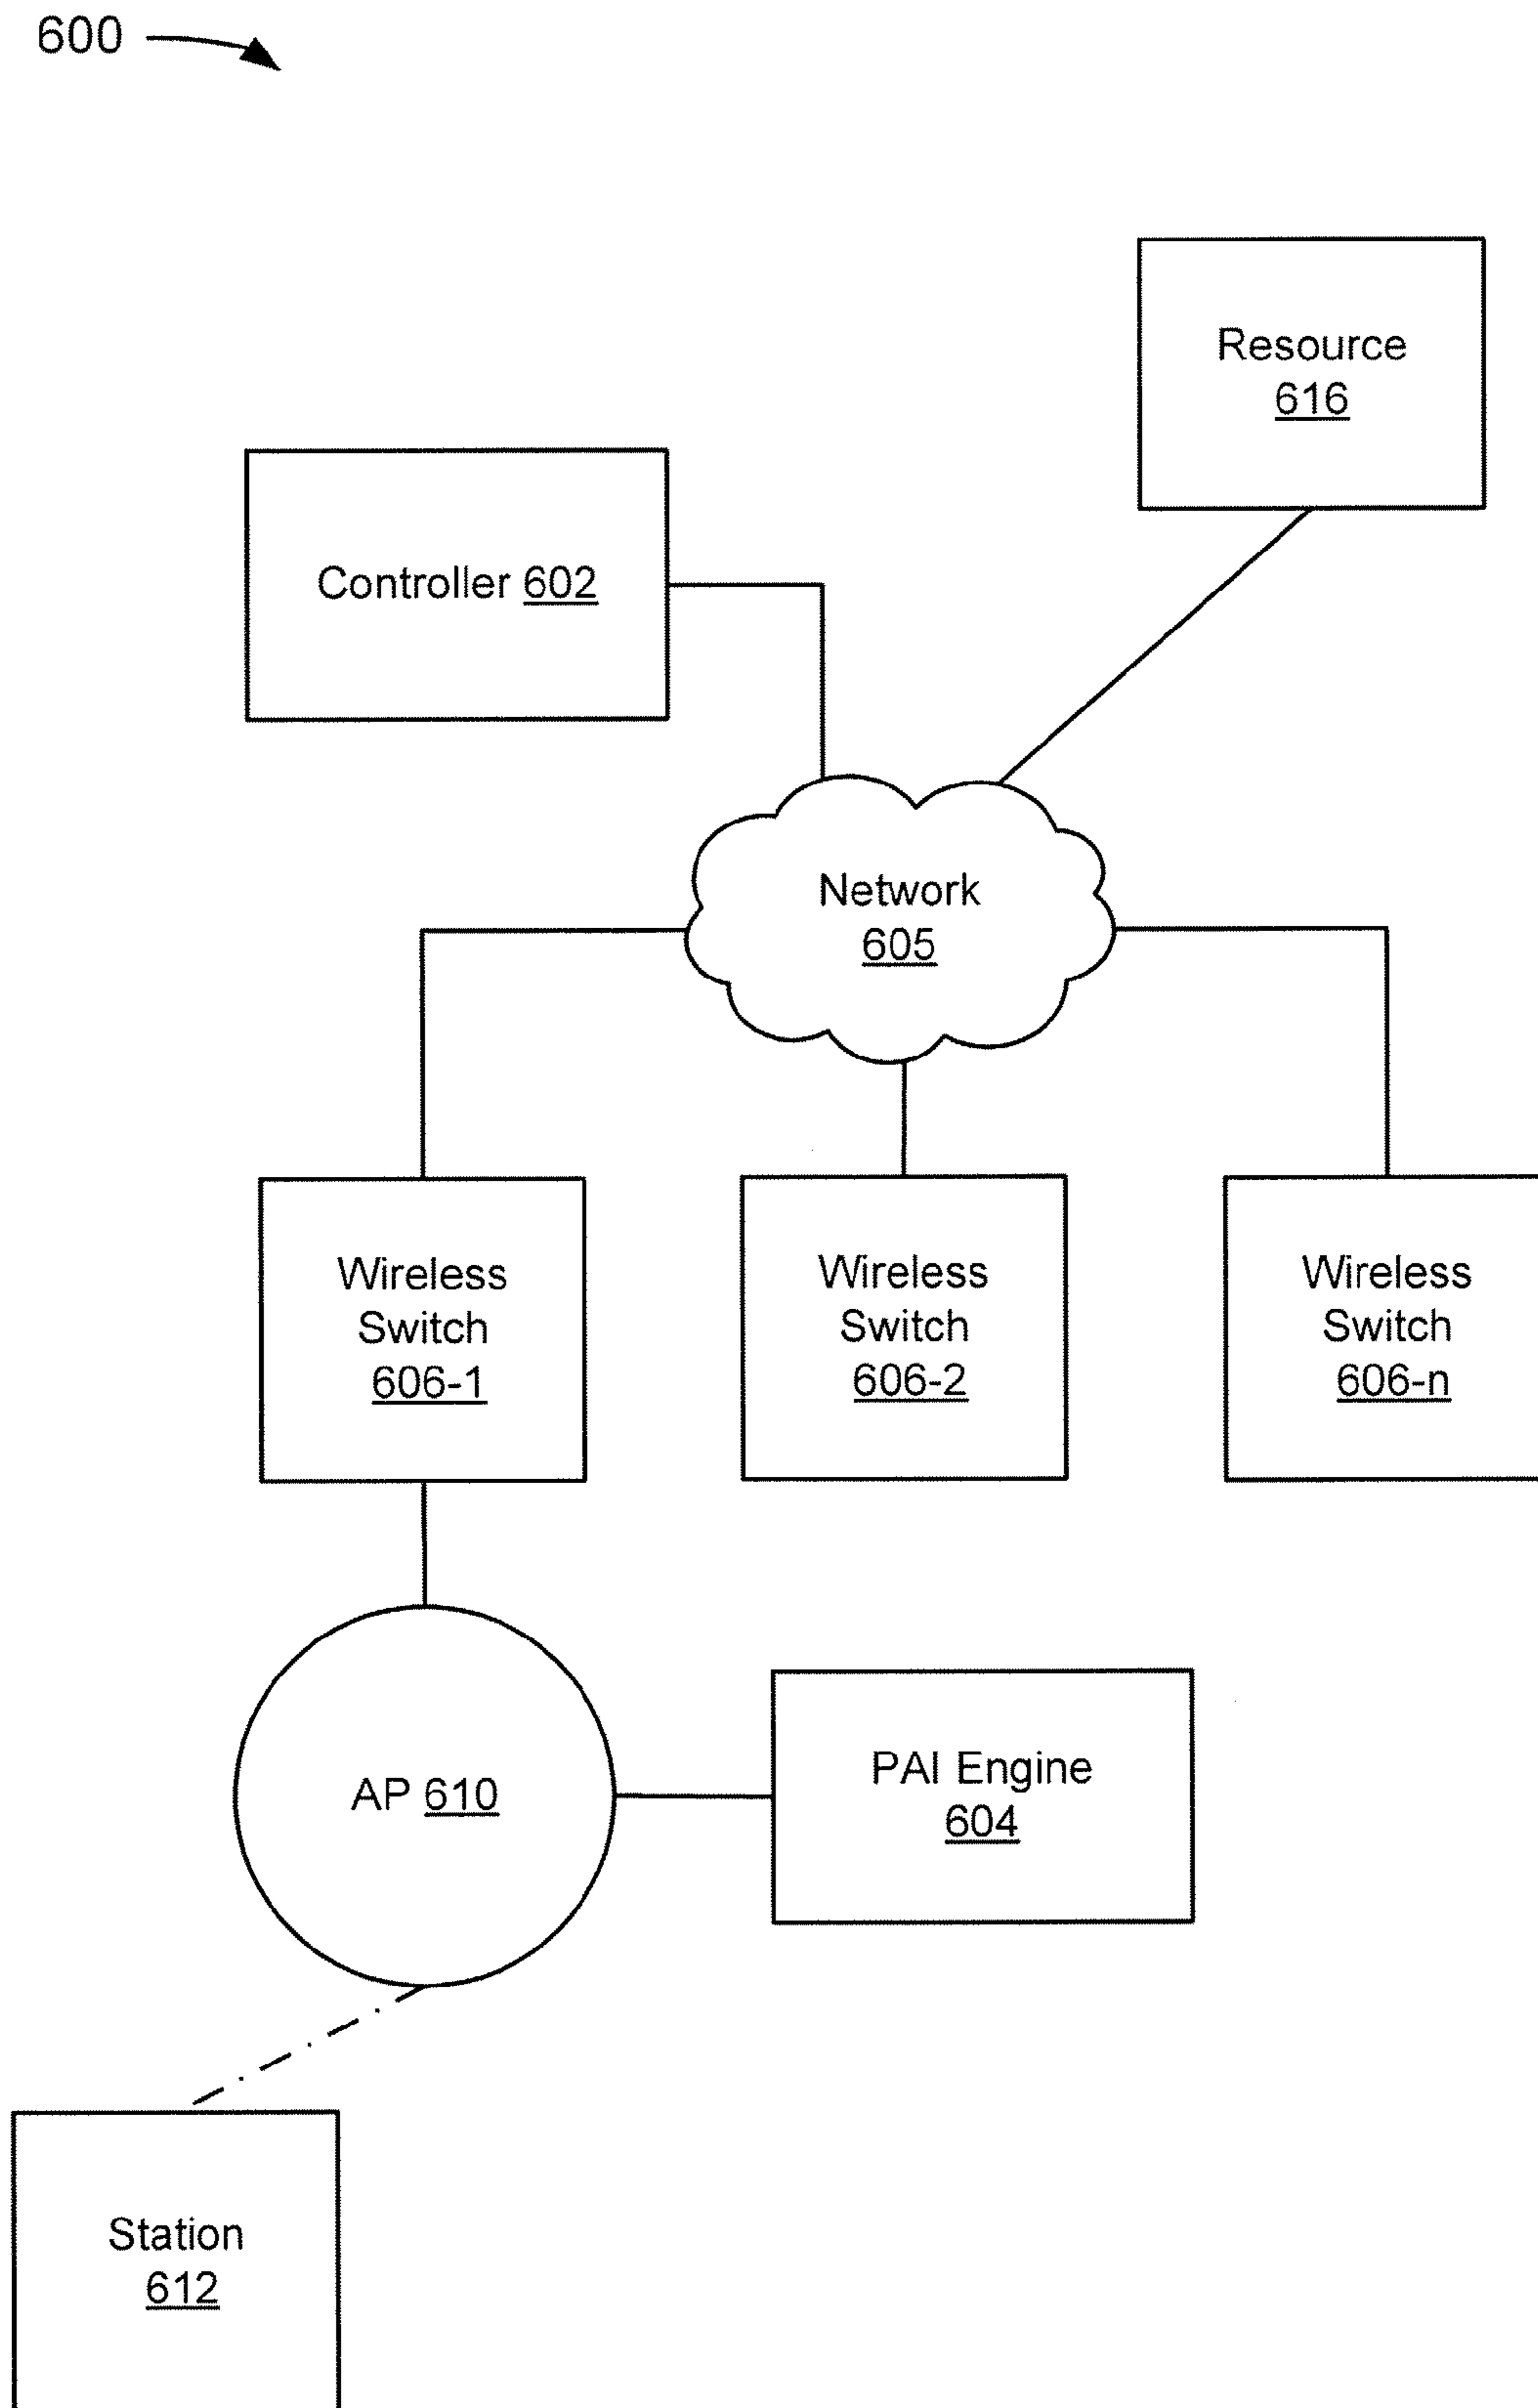 600
Resource
616
Controller 602
Network
605
Wireless
Switch
606-1
Wireless
Switch
606-2
Wireless
Switch
606-n
AP 610
PAI Engine
604
Station
612